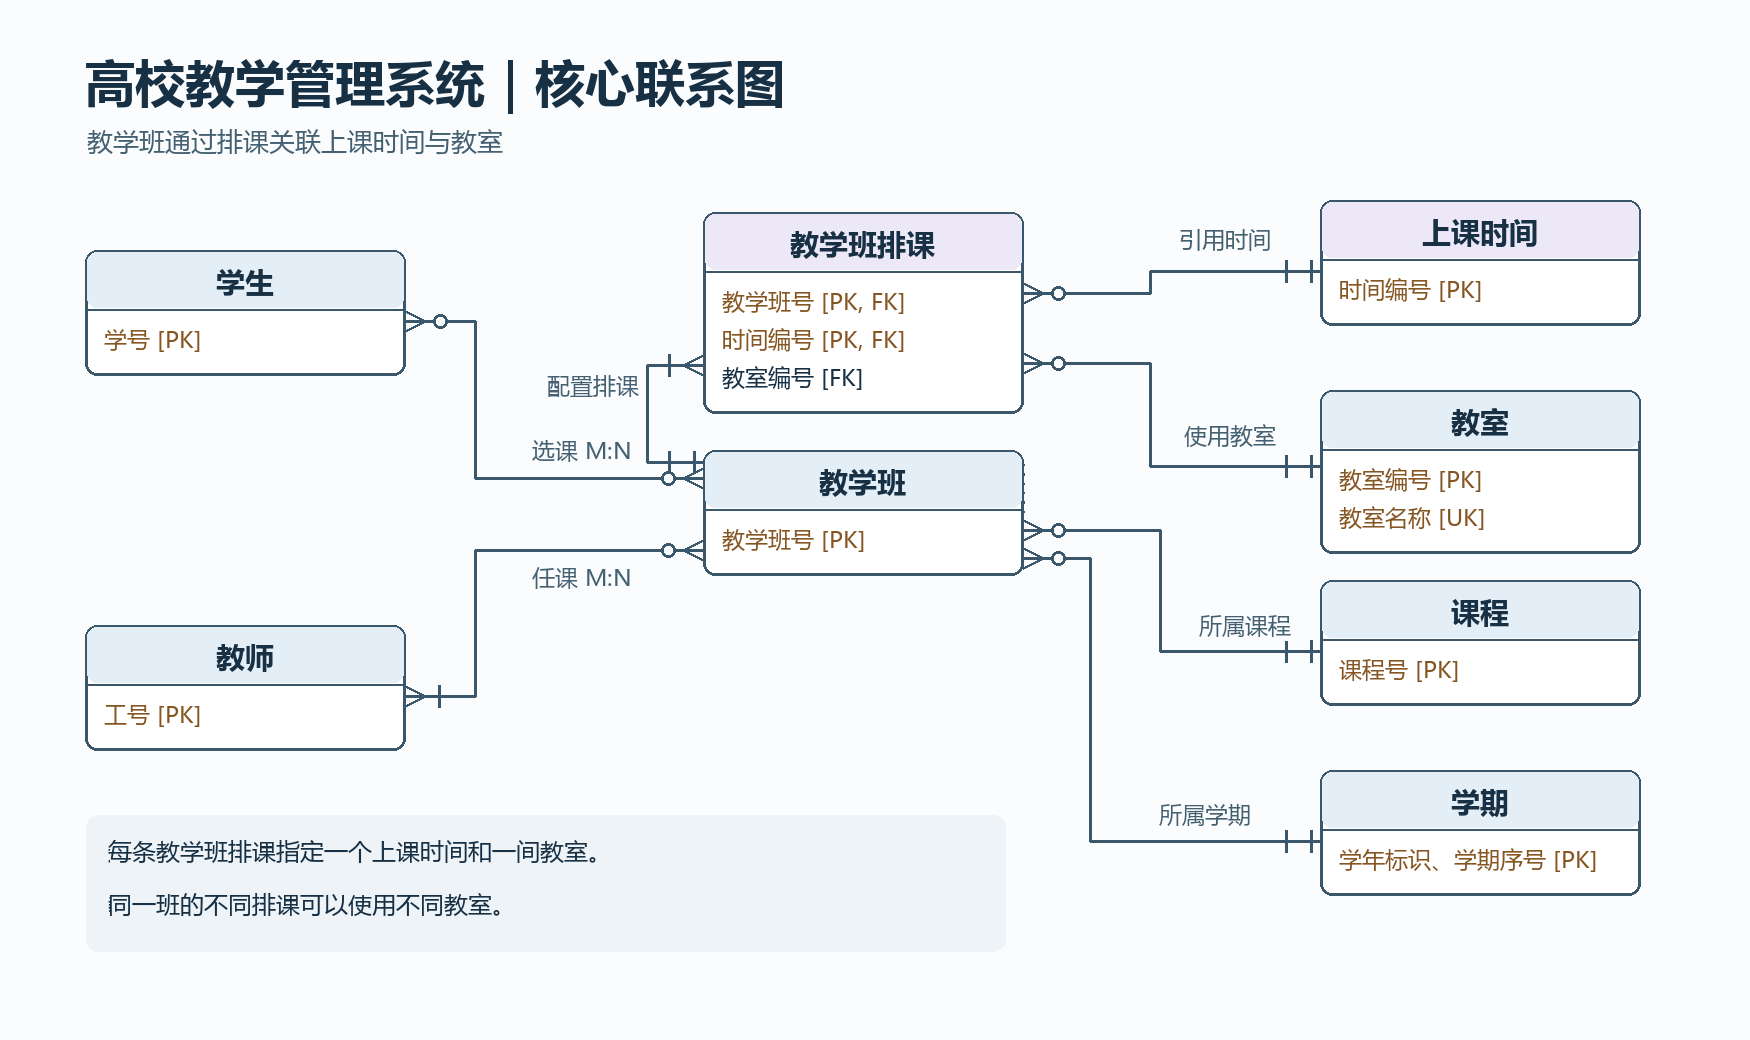 高校教学管理系统｜核心联系图
教学班通过排课关联上课时间与教室
学生
学号 [PK]
教师
工号 [PK]
配置排课
选课 M:N
任课 M:N
教学班排课
教学班号 [PK, FK]
时间编号 [PK, FK]
教室编号 [FK]
教学班
教学班号 [PK]
引用时间
使用教室
所属课程
所属学期
上课时间
时间编号 [PK]
教室
教室编号 [PK]
教室名称 [UK]
课程
课程号 [PK]
学期
学年标识、学期序号 [PK]
每条教学班排课指定一个上课时间和一间教室。
同一班的不同排课可以使用不同教室。